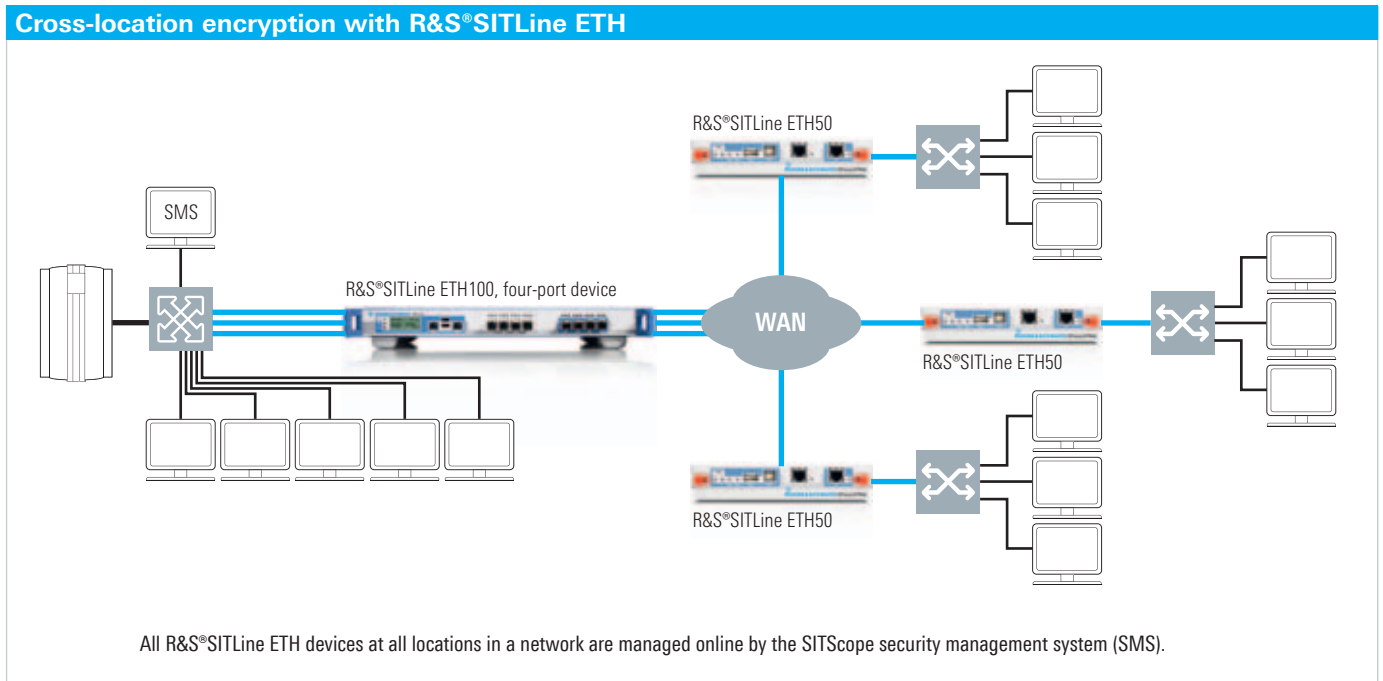 Cross-location encryption with R&S®SITLine ETH
R&S®SITLine ETH50
SMS
R&S®SITLine ETH100, four-port device
WAN
R&S®SITLine ETH50
R&S®SITLine ETH50
All R&S®SITLine ETH devices at all locations in a network are managed online by the SITScope security management system (SMS).